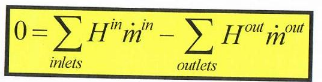 0 = ∑ H^in ṁ^in − ∑ H^out ṁ^out
inlets outlets